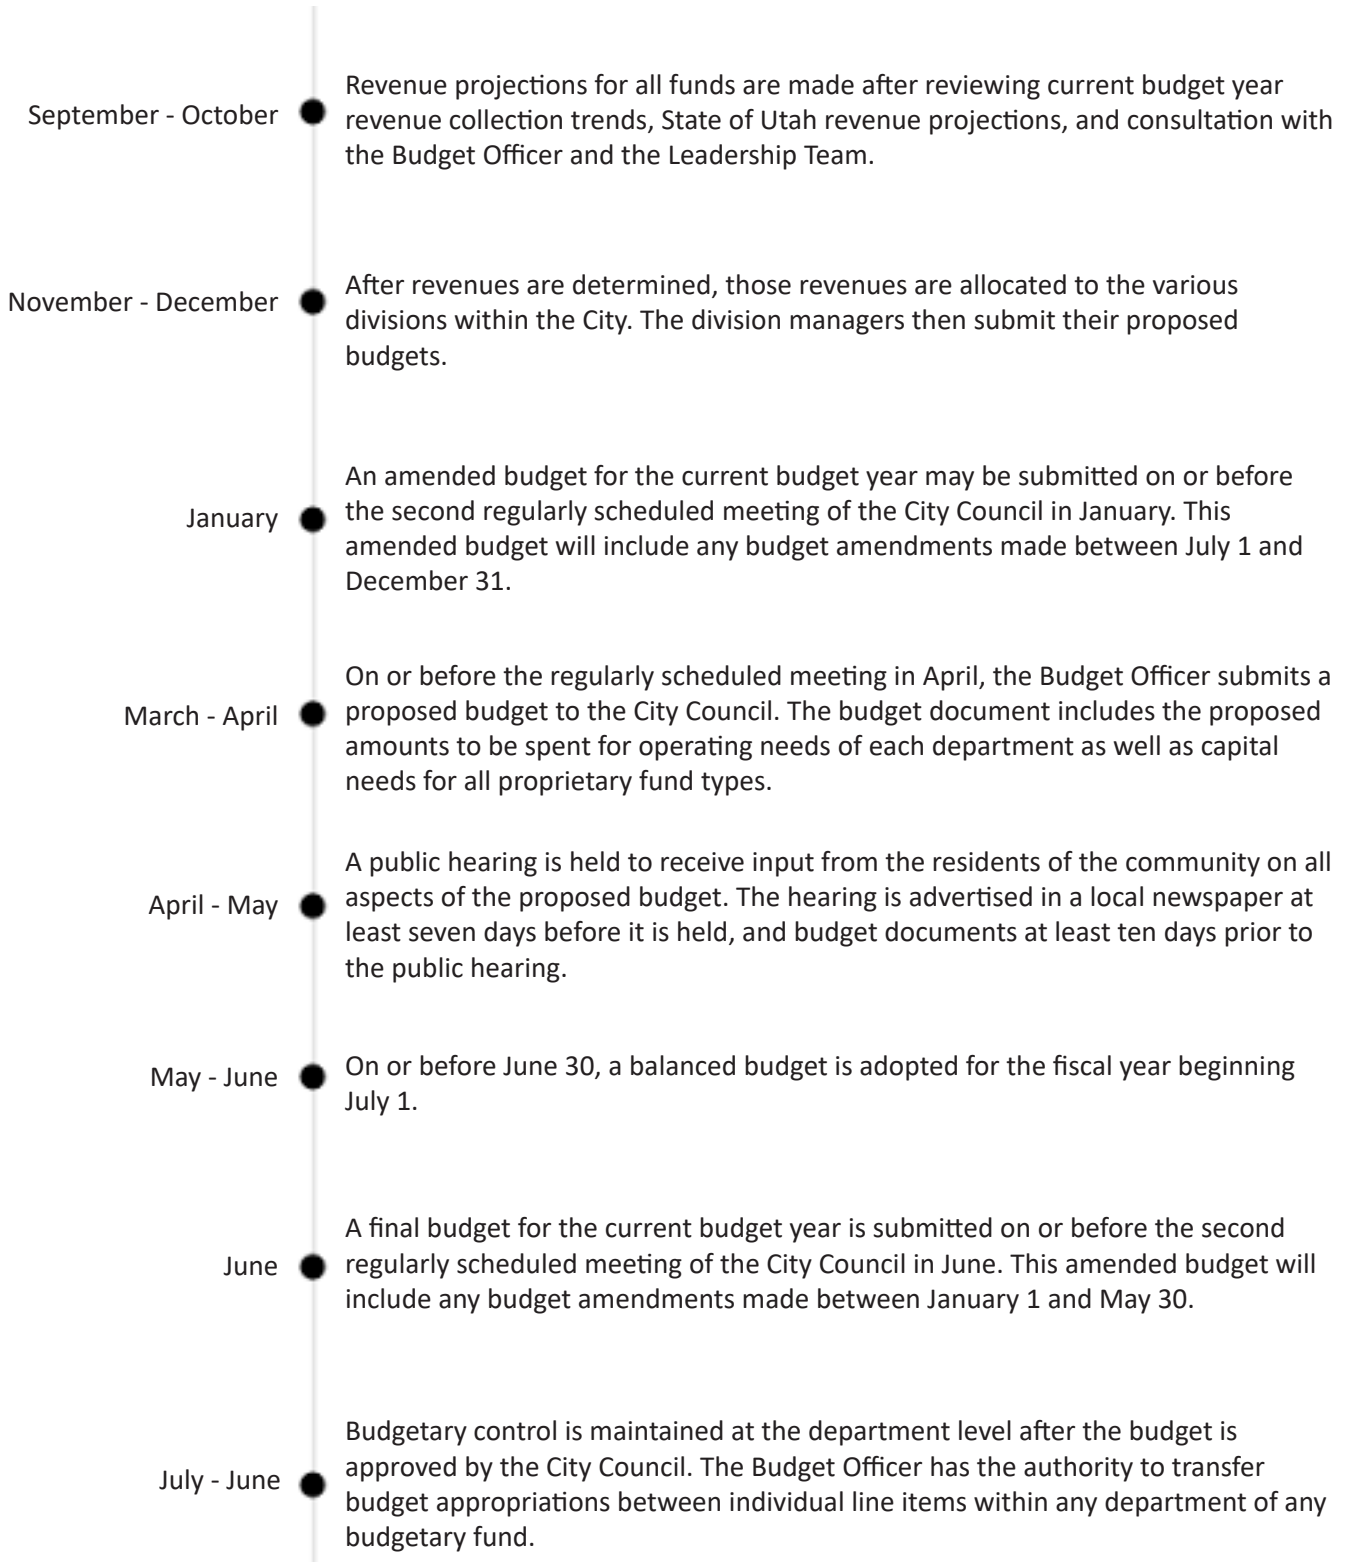 September - October
Revenue projections for all funds are made after reviewing current budget year
revenue collection trends, State of Utah revenue projections, and consultation with
the Budget Officer and the Leadership Team.
November - December
After revenues are determined, those revenues are allocated to the various
divisions within the City. The division managers then submit their proposed
budgets.
January
An amended budget for the current budget year may be submitted on or before
the second regularly scheduled meeting of the City Council in January. This
amended budget will include any budget amendments made between July 1 and
December 31.
March - April
On or before the regularly scheduled meeting in April, the Budget Officer submits a
proposed budget to the City Council. The budget document includes the proposed
amounts to be spent for operating needs of each department as well as capital
needs for all proprietary fund types.
April - May
A public hearing is held to receive input from the residents of the community on all
aspects of the proposed budget. The hearing is advertised in a local newspaper at
least seven days before it is held, and budget documents at least ten days prior to
the public hearing.
May - June
On or before June 30, a balanced budget is adopted for the fiscal year beginning
July 1.
June
A final budget for the current budget year is submitted on or before the second
regularly scheduled meeting of the City Council in June. This amended budget will
include any budget amendments made between January 1 and May 30.
July - June
Budgetary control is maintained at the department level after the budget is
approved by the City Council. The Budget Officer has the authority to transfer
budget appropriations between individual line items within any department of any
budgetary fund.